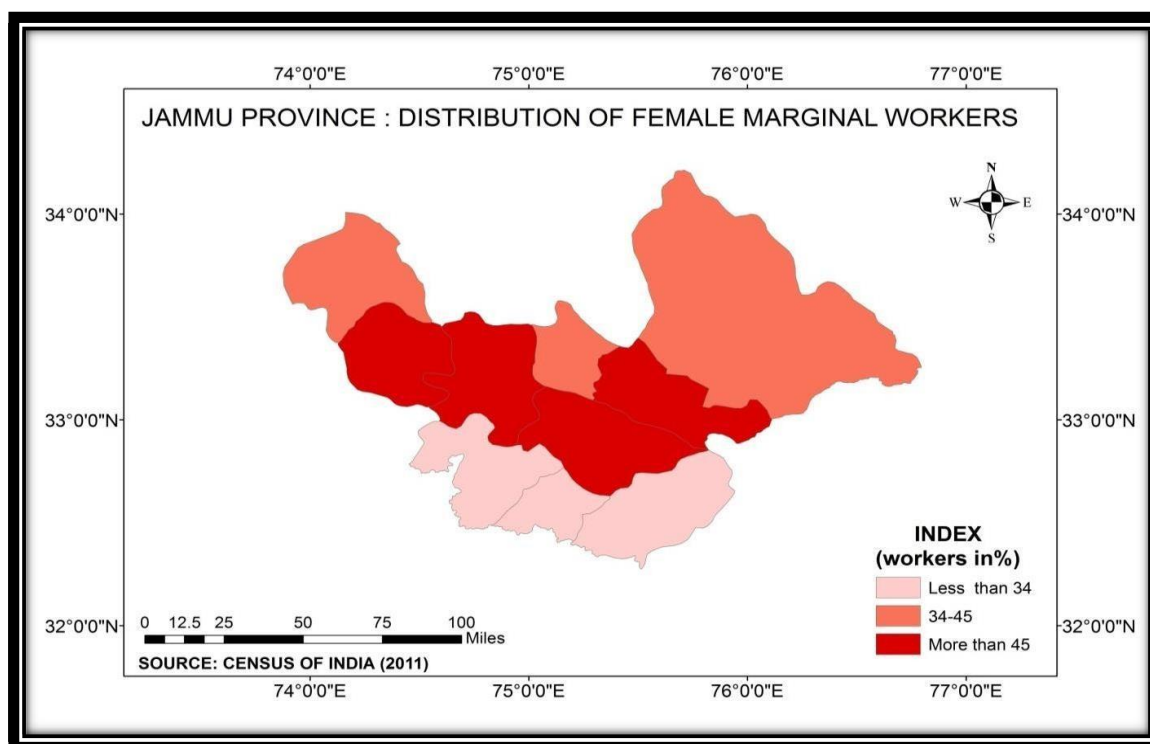 74°0'0"E 75°0'0"E 76°0'0"E 77°0'0"E
JAMMU PROVINCE : DISTRIBUTION OF FEMALE MARGINAL WORKERS
N
W E
S
34°0'0"N 34°0'0"N
33°0'0"N 33°0'0"N
INDEX
(workers in%)
Less than 34
34-45
More than 45
32°0'0"N 32°0'0"N
0 12.5 25 50 75 100
Miles
SOURCE: CENSUS OF INDIA (2011)
74°0'0"E 75°0'0"E 76°0'0"E 77°0'0"E